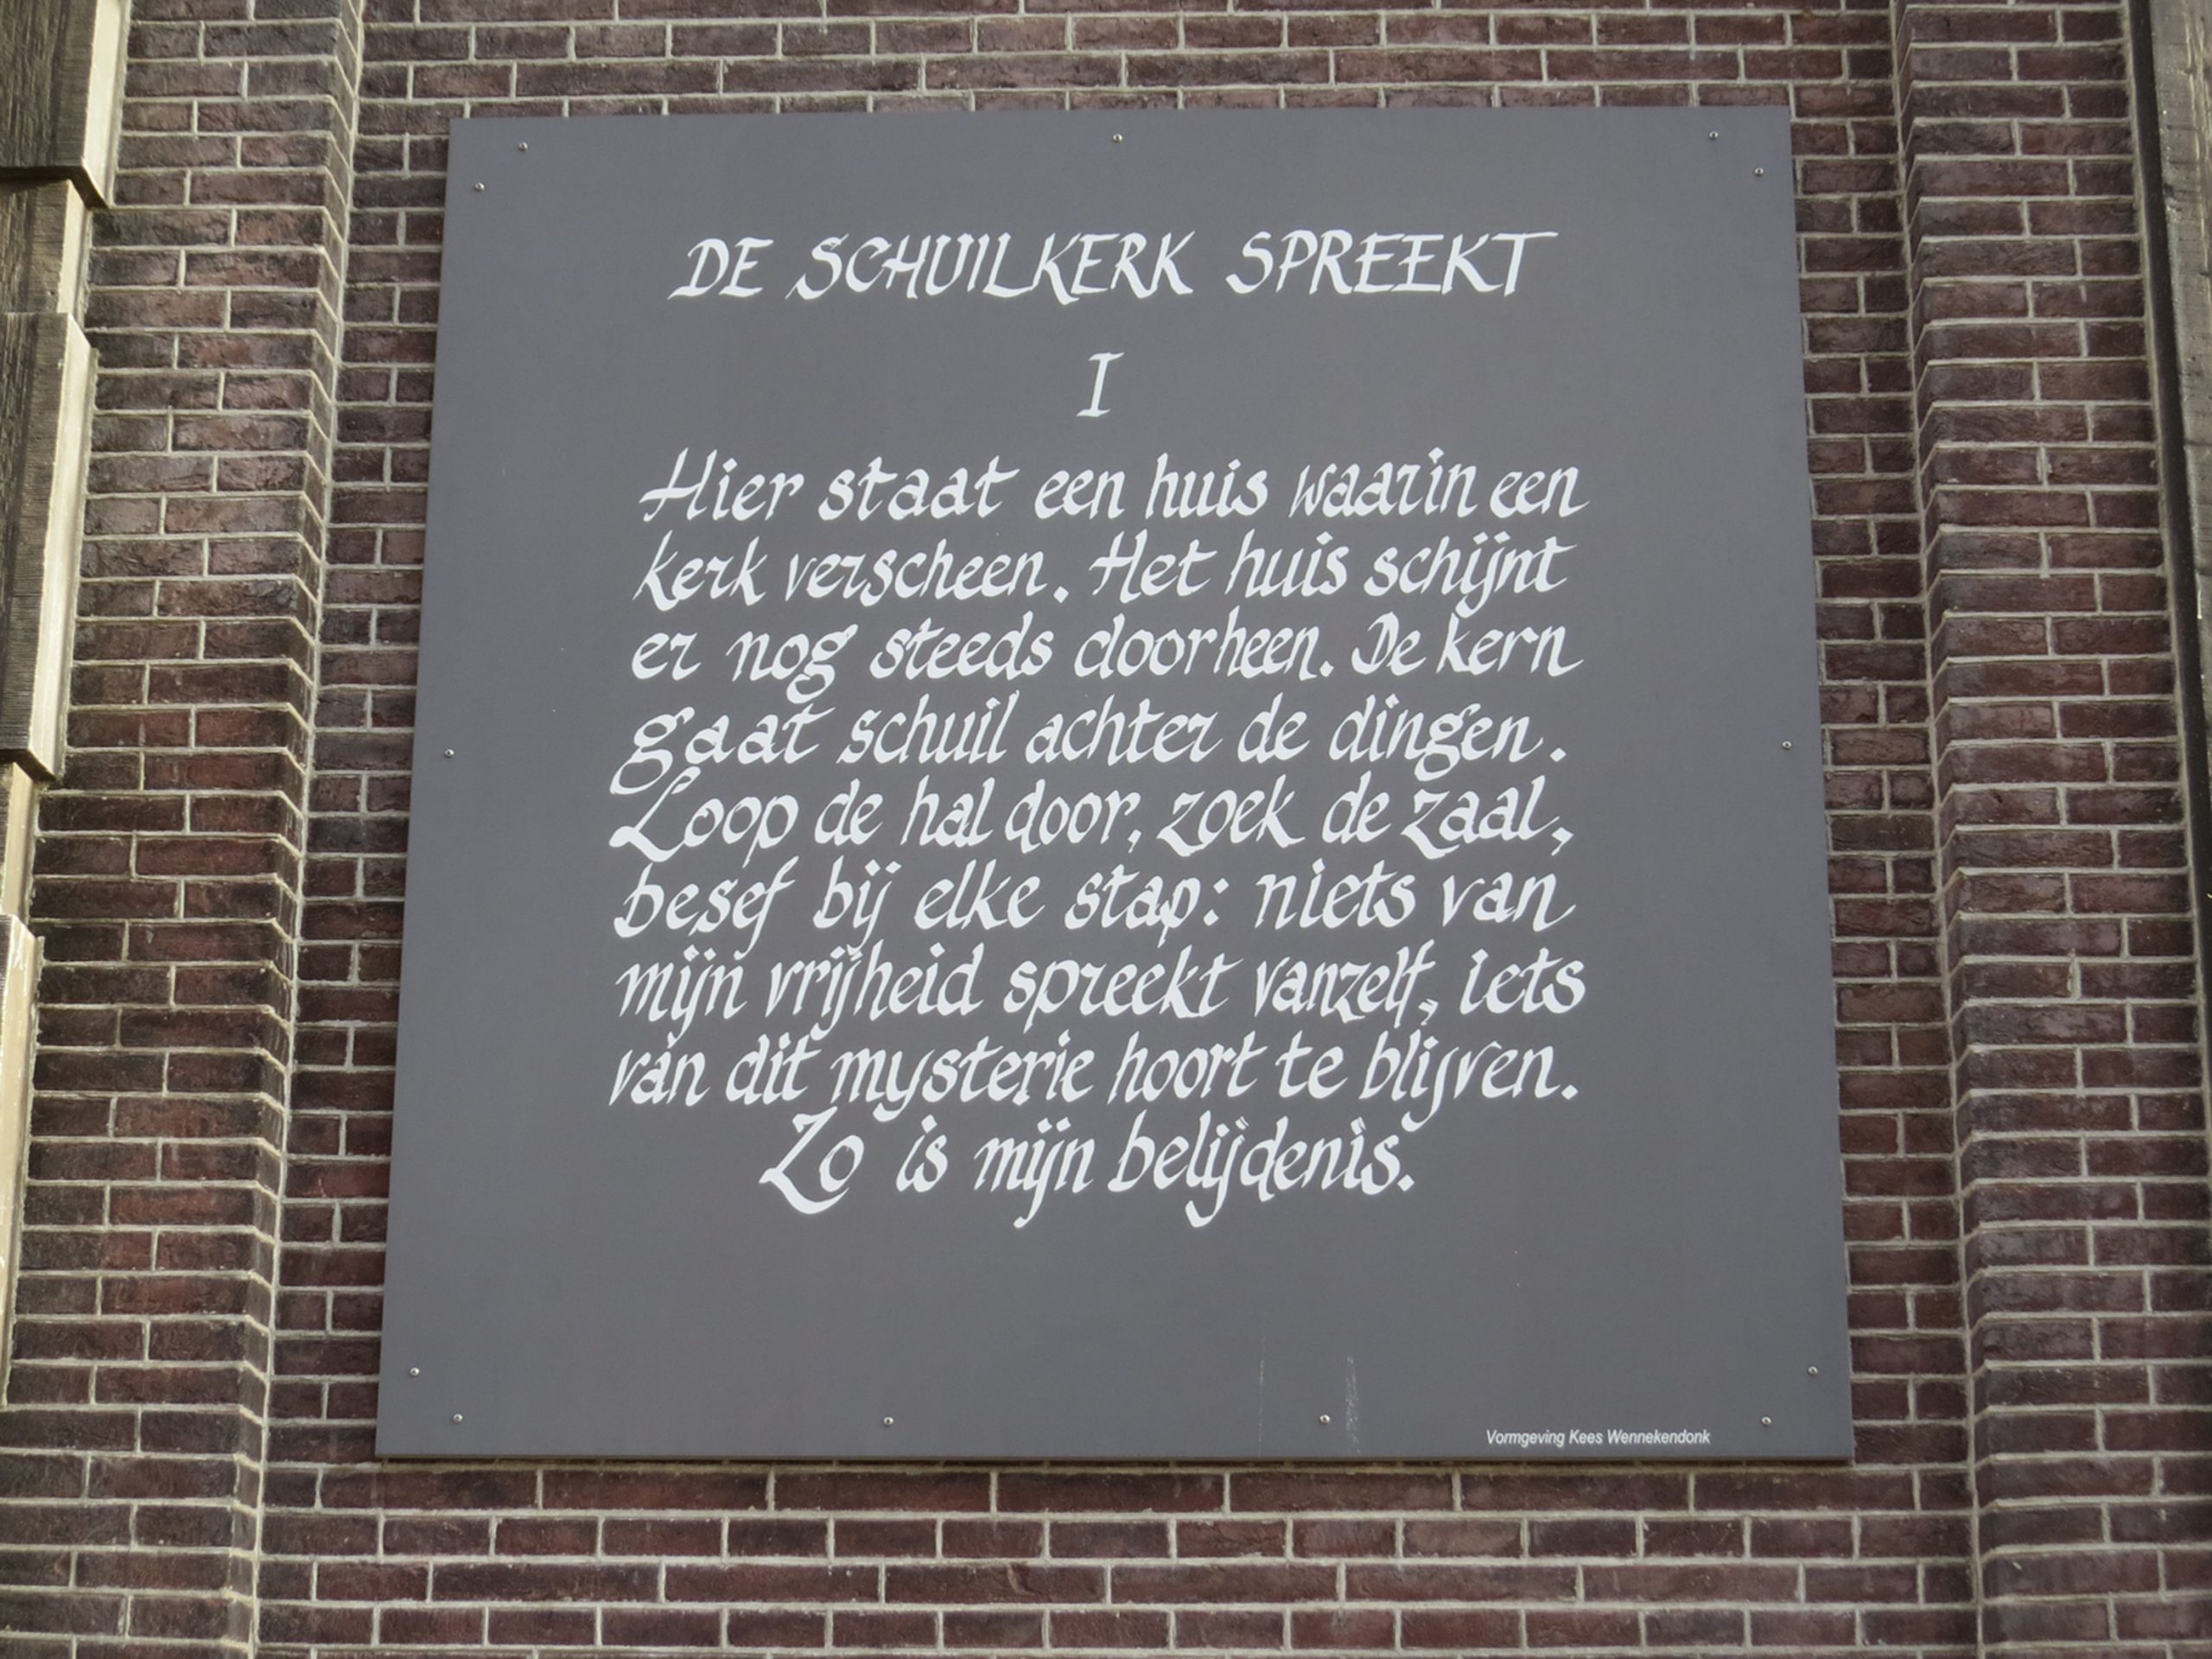 DE SCHUILKERK SPREEKT
I
Hier staat een huis waarin een
kerk verscheen. Het huis schijnt
er nog steeds doorheen. De kern
gaat schuil achter de dingen.
Loop de hal door, zoek de zaal,
besef bij elke stap: niets van
mijn vrijheid spreekt vanzelf, iets
van dit mysterie hoort te blijven.
Zo is mijn belijdenis.
Vormgeving Kees Wennekendonk